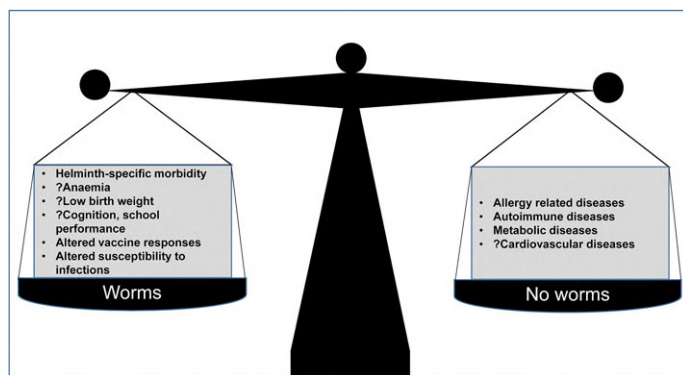 • Helminth-specific morbidity
• ?Anaemia
• ?Low birth weight
• ?Cognition, school
performance
• Altered vaccine responses
• Altered susceptibility to
infections
Worms
• Allergy related diseases
• Autoimmune diseases
• Metabolic diseases
• ?Cardiovascular diseases
No worms